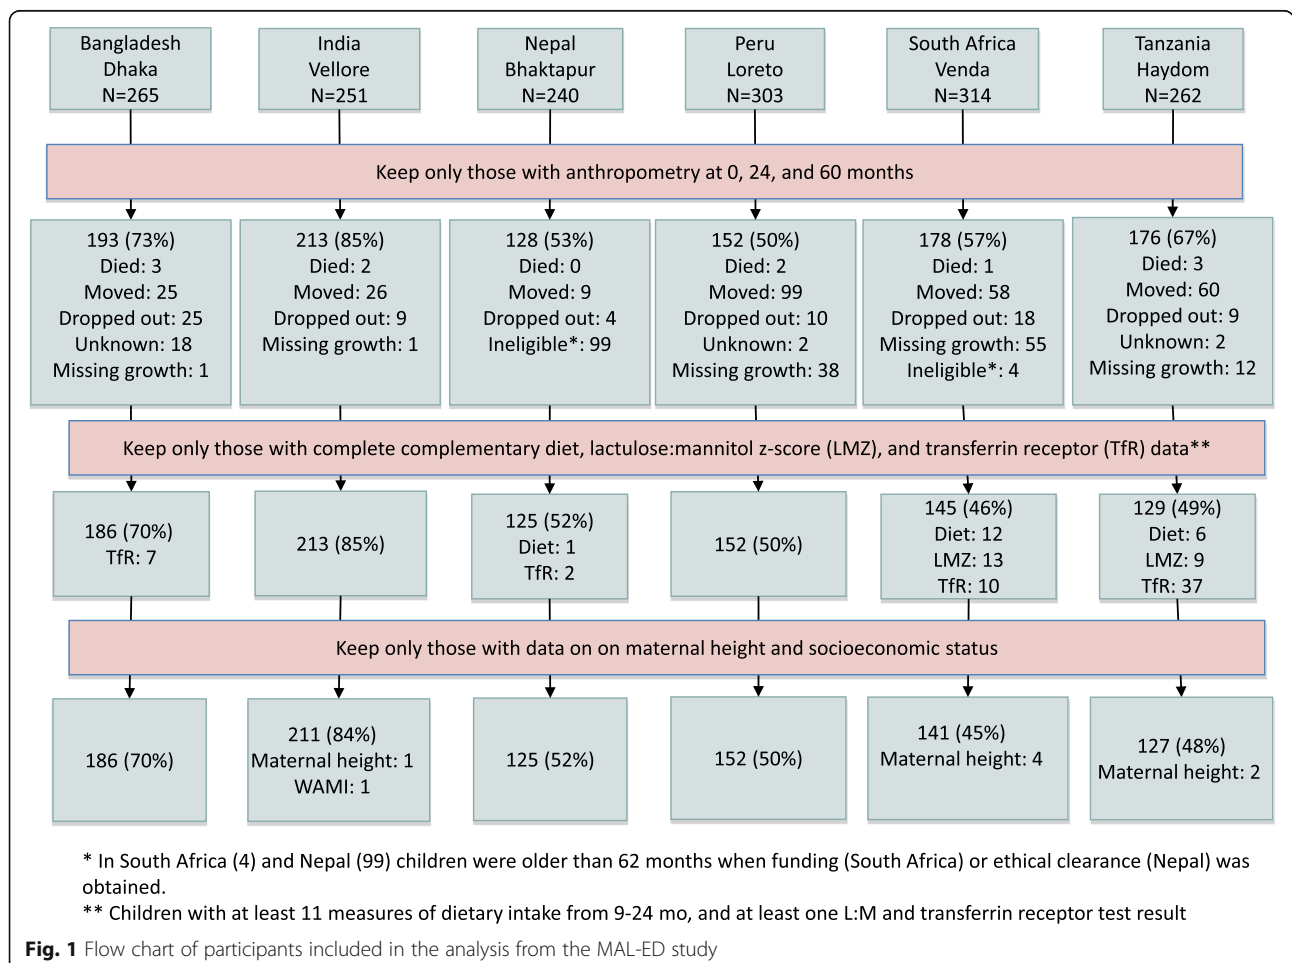 Bangladesh
Dhaka
N=265
India
Vellore
N=251
Nepal
Bhaktapur
N=240
Peru
Loreto
N=303
South Africa
Venda
N=314
Tanzania
Haydom
N=262
Keep only those with anthropometry at 0, 24, and 60 months
193 (73%)
Died: 3
Moved: 25
Dropped out: 25
Unknown: 18
Missing growth: 1
213 (85%)
Died: 2
Moved: 26
Dropped out: 9
Missing growth: 1
128 (53%)
Died: 0
Moved: 9
Dropped out: 4
Ineligible*: 99
152 (50%)
Died: 2
Moved: 99
Dropped out: 10
Unknown: 2
Missing growth: 38
178 (57%)
Died: 1
Moved: 58
Dropped out: 18
Missing growth: 55
Ineligible*: 4
176 (67%)
Died: 3
Moved: 60
Dropped out: 9
Unknown: 2
Missing growth: 12
Keep only those with complete complementary diet, lactulose:mannitol z-score (LMZ), and transferrin receptor (TfR) data**
186 (70%)
TfR: 7
213 (85%)
125 (52%)
Diet: 1
TfR: 2
152 (50%)
145 (46%)
Diet: 12
LMZ: 13
TfR: 10
129 (49%)
Diet: 6
LMZ: 9
TfR: 37
Keep only those with data on on maternal height and socioeconomic status
186 (70%)
211 (84%)
Maternal height: 1
WAMI: 1
125 (52%)
152 (50%)
141 (45%)
Maternal height: 4
127 (48%)
Maternal height: 2
* In South Africa (4) and Nepal (99) children were older than 62 months when funding (South Africa) or ethical clearance (Nepal) was
obtained.
** Children with at least 11 measures of dietary intake from 9-24 mo, and at least one L:M and transferrin receptor test result
Fig. 1 Flow chart of participants included in the analysis from the MAL-ED study